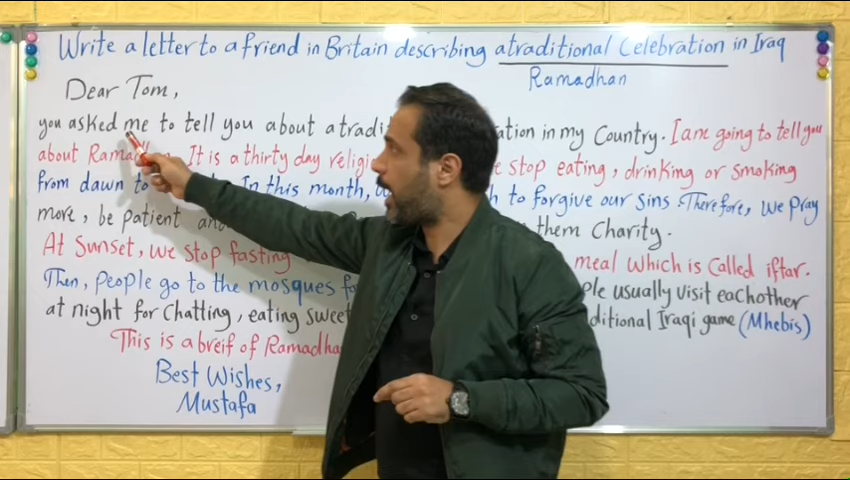 Write a letter to a friend in Britain describing a traditional Celebration in Iraq
Ramadhan
Dear Tom,
you asked me to tell you about a tradi ation in my Country. I am going to tell you
about Ramad It is a thirty day religi e stop eating, drinking or smoking
from dawn to In this month, h to forgive our Sins. Therefore, we pray
more, be patient and them Charity.
At Sunset, we stop fasting meal which is Called iftar.
Then, people go to the mosques fo ple usually visit eachother
at night for Chatting, eating sweet ditional Iraqi game (Mhebis)
This is a breif of Ramadha
Best Wishes,
Mustafa